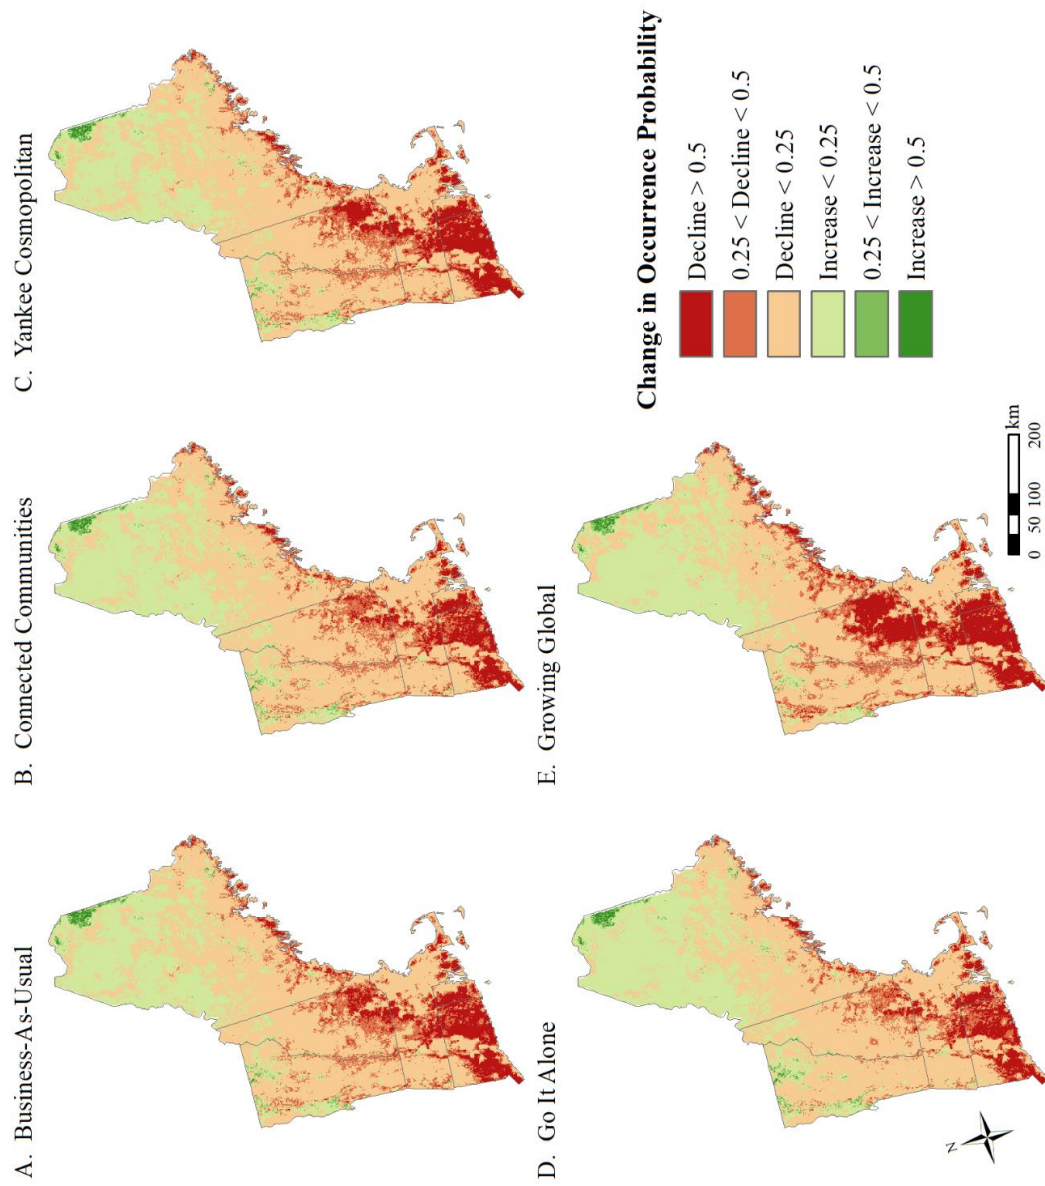 A. Business-As-Usual
B. Connected Communities
C. Yankee Cosmopolitan
D. Go It Alone
E. Growing Global
N
0 50 100 200
km
Change in Occurrence Probability
Decline > 0.5
0.25 < Decline < 0.5
Decline < 0.25
Increase < 0.25
0.25 < Increase < 0.5
Increase > 0.5